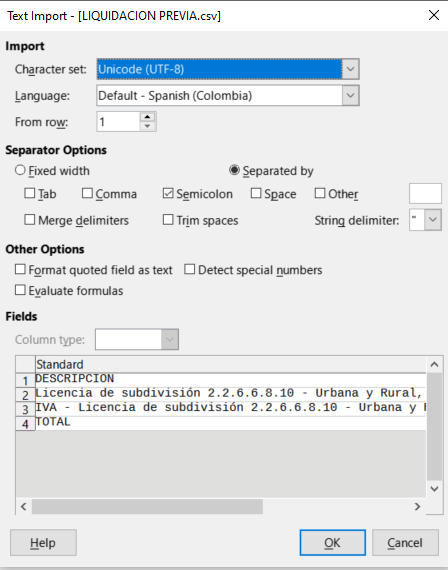 Text Import - [LIQUIDACION PREVIA.csv]
Import
Character set: Unicode (UTF-8)
Language: Default - Spanish (Colombia)
From row: 1
Separator Options
Fixed width Separated by
Tab Comma Semicolon Space Other
Merge delimiters Trim spaces String delimiter: "
Other Options
Format quoted field as text Detect special numbers
Evaluate formulas
Fields
Column type:
Standard
1 DESCRIPCION
2 Licencia de subdivisión 2.2.6.6.8.10 - Urbana y Rural,
3 IVA - Licencia de subdivisión 2.2.6.6.8.10 - Urbana y
4 TOTAL
Help OK Cancel